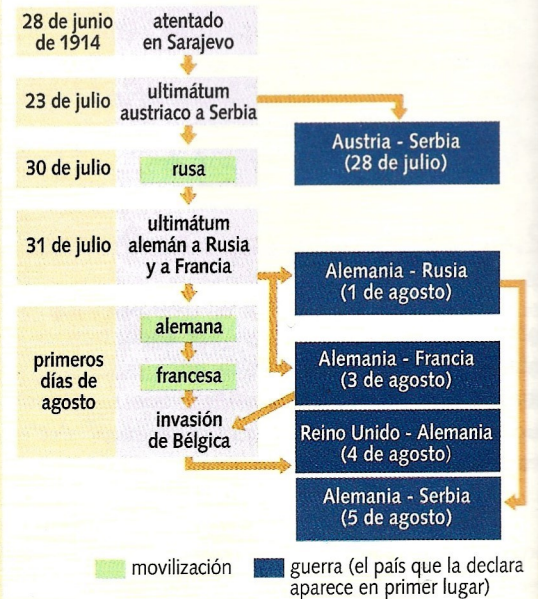 28 de junio
de 1914
atentado
en Sarajevo
23 de julio
ultimátum
austriaco a Serbia
Austria - Serbia
(28 de julio)
30 de julio
rusa
31 de julio
ultimátum
alemán a Rusia
y a Francia
Alemania - Rusia
(1 de agosto)
primeros
días de
agosto
alemana
francesa
invasión
de Bélgica
Alemania - Francia
(3 de agosto)
Reino Unido - Alemania
(4 de agosto)
Alemania - Serbia
(5 de agosto)
movilización
guerra (el país que la declara
aparece en primer lugar)